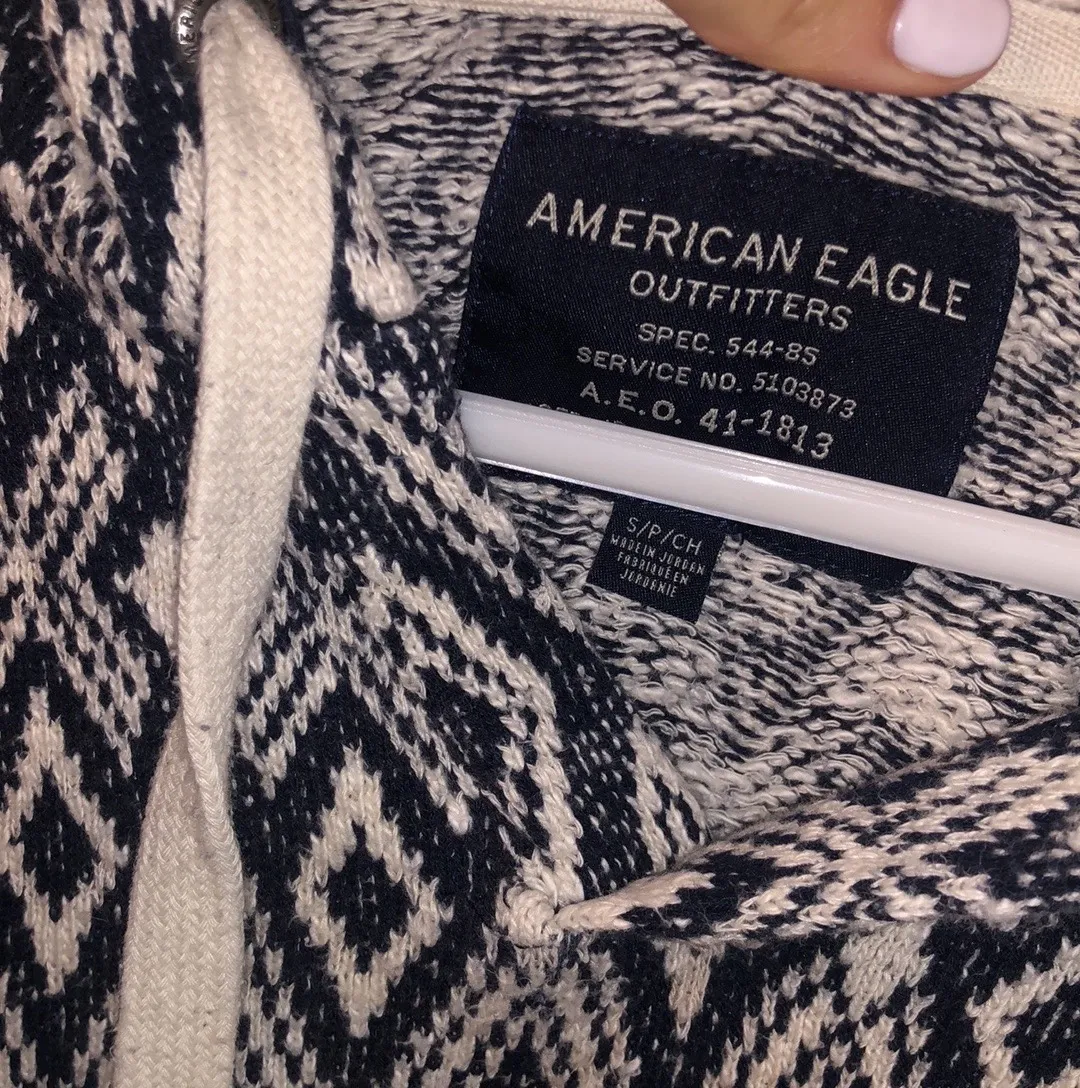 AMERICAN EAGLE
OUTFITTERS
SPEC. 544-85
SERVICE NO. 5103873
A.E.O. 41-1813
S/P/CH
MADE IN JORDAN
FABRIQUE EN
JORDANIE